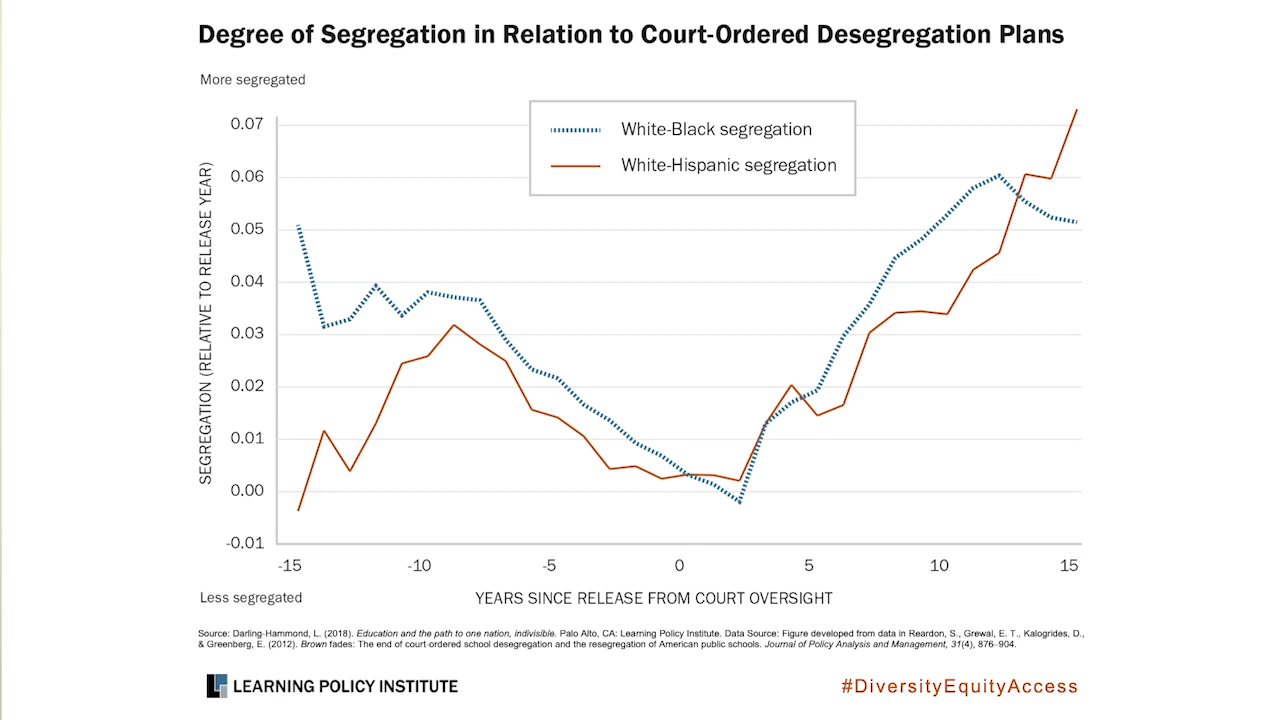 Degree of Segregation in Relation to Court-Ordered Desegregation Plans
More segregated
White-Black segregation
White-Hispanic segregation
SEGREGATION (RELATIVE TO RELEASE YEAR)
0.07
0.06
0.05
0.04
0.03
0.02
0.01
0.00
-0.01
-15 -10 -5 0 5 10 15
Less segregated
YEARS SINCE RELEASE FROM COURT OVERSIGHT
Source: Darling-Hammond, L. (2018). Education and the path to one nation, indivisible. Palo Alto, CA: Learning Policy Institute. Data Source: Figure developed from data in Reardon, S., Grewal, E. T., Kalogrides, D.,
& Greenberg, E. (2012). Brown fades: The end of court-ordered school desegregation and the resegregation of American public schools. Journal of Policy Analysis and Management, 31(4), 876–904.
LEARNING POLICY INSTITUTE
#DiversityEquityAccess